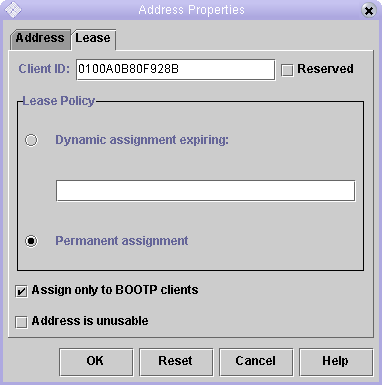 Address Properties
Address Lease
Client ID: 0100A0B80F928B Reserved
Lease Policy
Dynamic assignment expiring:
Permanent assignment
Assign only to BOOTP clients
Address is unusable
OK Reset Cancel Help